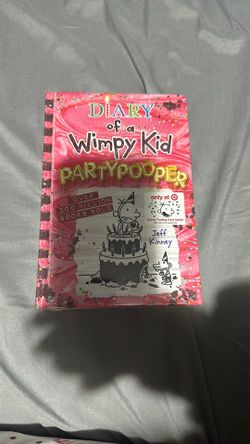 DiARY
of a
Wimpy Kid
PARTYPOOPER
OVER
300 MILLION
BOOKS SOLD
only at
Jeff
Kinney